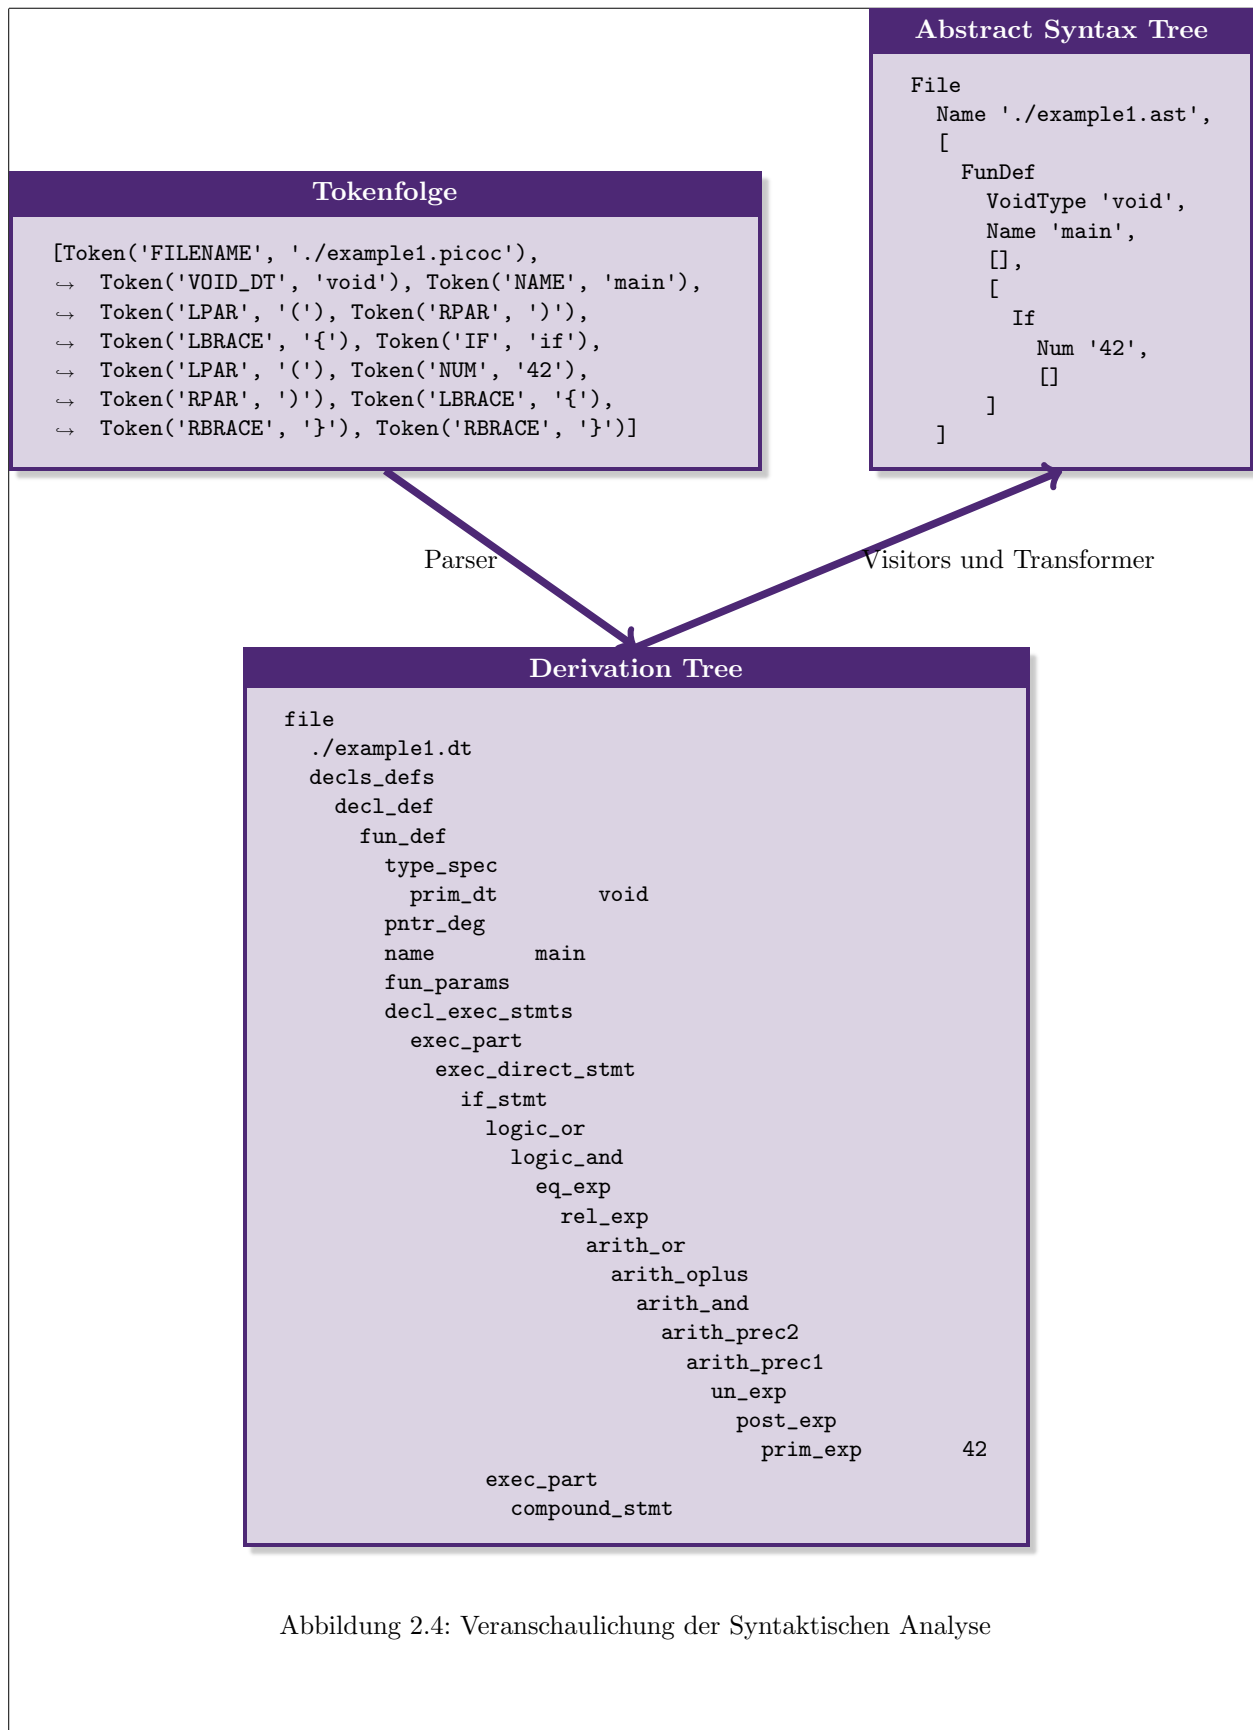 Abstract Syntax Tree
File
  Name './example1.ast',
  [
    FunDef
      VoidType 'void',
      Name 'main',
      [],
      [
        If
          Num '42',
          []
      ]
  ]
Tokenfolge
[Token('FILENAME', './example1.picoc'),
↪  Token('VOID_DT', 'void'), Token('NAME', 'main'),
↪  Token('LPAR', '('), Token('RPAR', ')'),
↪  Token('LBRACE', '{'), Token('IF', 'if'),
↪  Token('LPAR', '('), Token('NUM', '42'),
↪  Token('RPAR', ')'), Token('LBRACE', '{'),
↪  Token('RBRACE', '}'), Token('RBRACE', '}')]
Parser
Visitors und Transformer
Derivation Tree
file
  ./example1.dt
  decls_defs
    decl_def
      fun_def
        type_spec
          prim_dt        void
        pntr_deg
        name        main
        fun_params
        decl_exec_stmts
          exec_part
            exec_direct_stmt
              if_stmt
                logic_or
                  logic_and
                    eq_exp
                      rel_exp
                        arith_or
                          arith_oplus
                            arith_and
                              arith_prec2
                                arith_prec1
                                  un_exp
                                    post_exp
                                      prim_exp        42
                exec_part
                  compound_stmt
Abbildung 2.4: Veranschaulichung der Syntaktischen Analyse